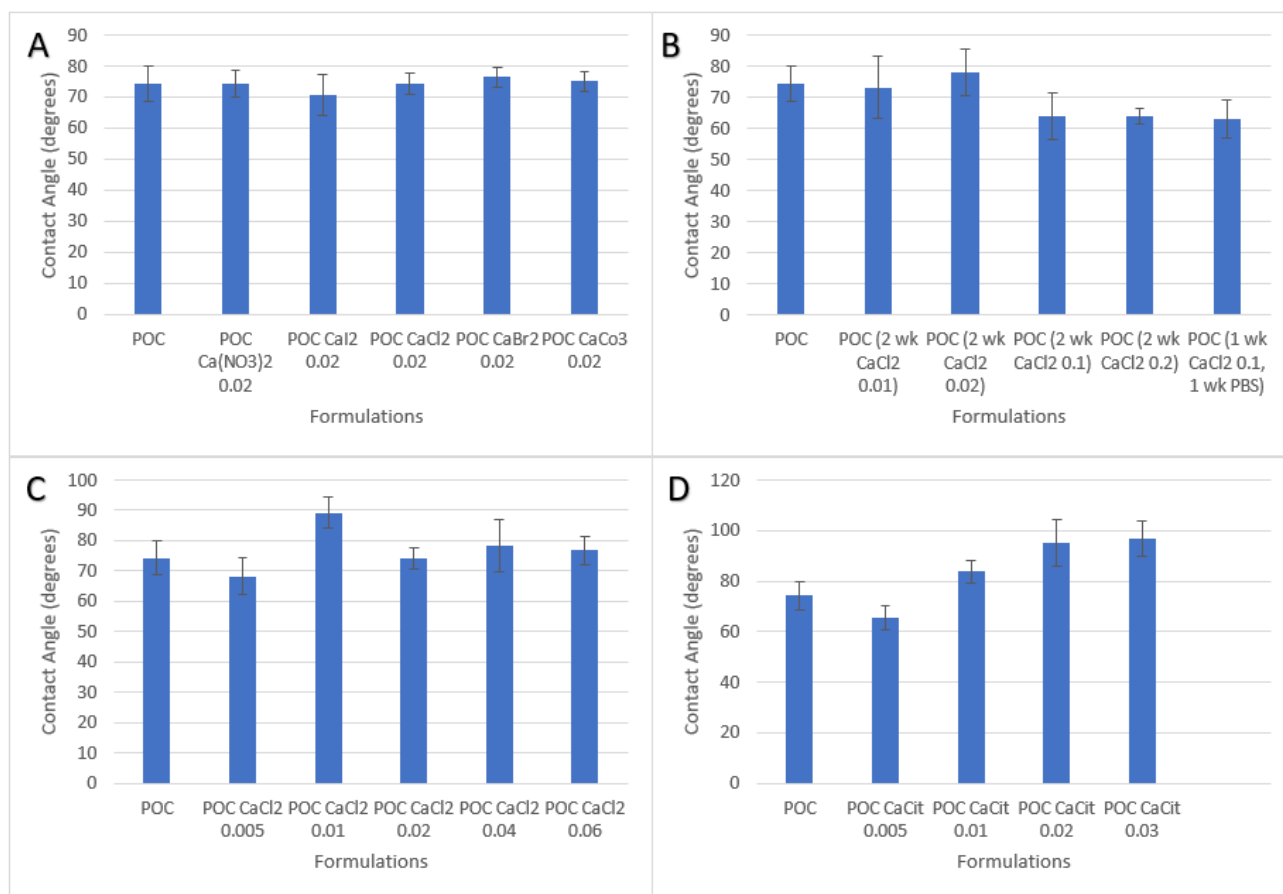 A
Contact Angle (degrees)
90
80
70
60
50
40
30
20
10
0
POC
POC
Ca(NO3)2
0.02
POC CaI2
0.02
POC CaCl2
0.02
POC CaBr2
0.02
POC CaCo3
0.02
Formulations
B
Contact Angle (degrees)
90
80
70
60
50
40
30
20
10
0
POC
POC (2 wk
CaCl2
0.01)
POC (2 wk
CaCl2
0.02)
POC (2 wk
CaCl2 0.1)
POC (2 wk
CaCl2 0.2)
POC (1 wk
CaCl2 0.1,
1 wk PBS)
Formulations
C
Contact Angle (degrees)
100
90
80
70
60
50
40
30
20
10
0
POC
POC CaCl2
0.005
POC CaCl2
0.01
POC CaCl2
0.02
POC CaCl2
0.04
POC CaCl2
0.06
Formulations
D
Contact Angle (degrees)
120
100
80
60
40
20
0
POC
POC CaCit
0.005
POC CaCit
0.01
POC CaCit
0.02
POC CaCit
0.03
Formulations